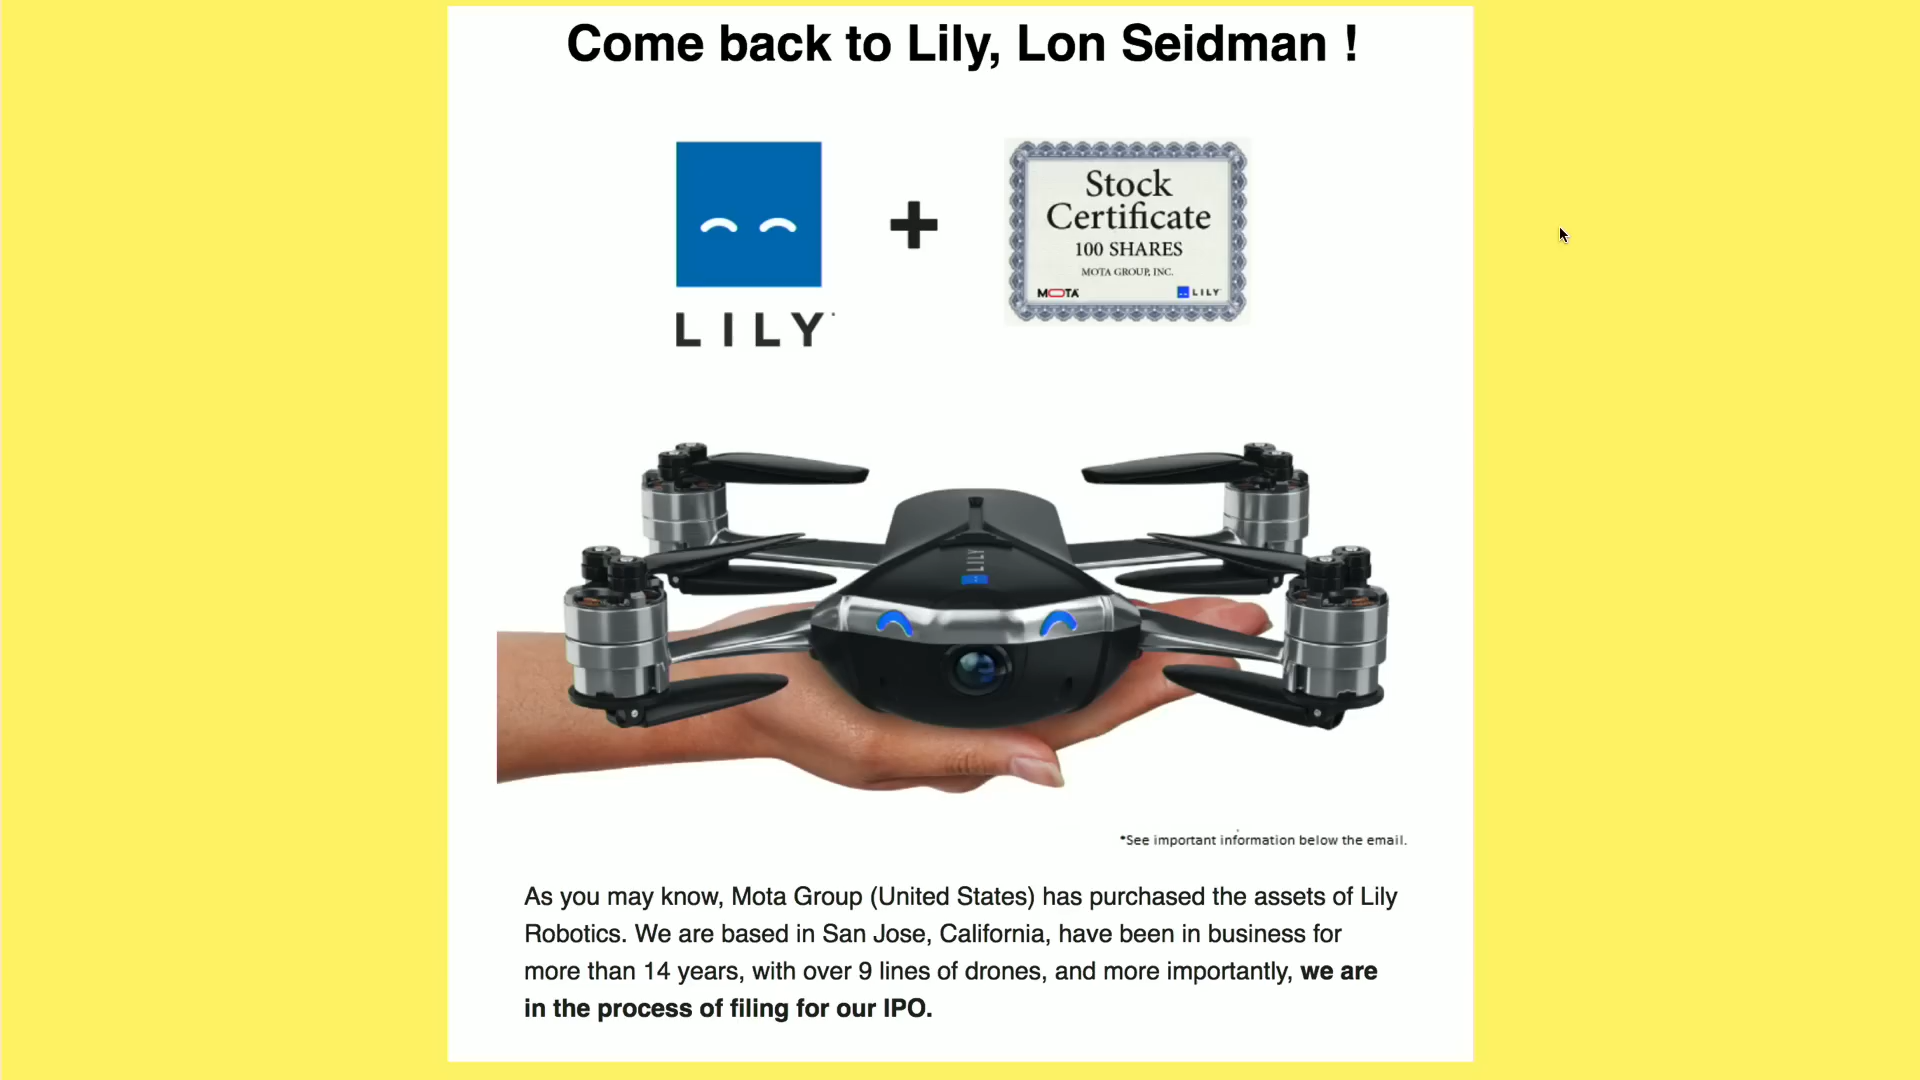 Come back to Lily, Lon Seidman !
LILY
Stock
Certificate
100 SHARES
MOTA GROUP, INC.
MOTA
LILY
LILY
*See important information below the email.
As you may know, Mota Group (United States) has purchased the assets of Lily
Robotics. We are based in San Jose, California, have been in business for
more than 14 years, with over 9 lines of drones, and more importantly, we are
in the process of filing for our IPO.